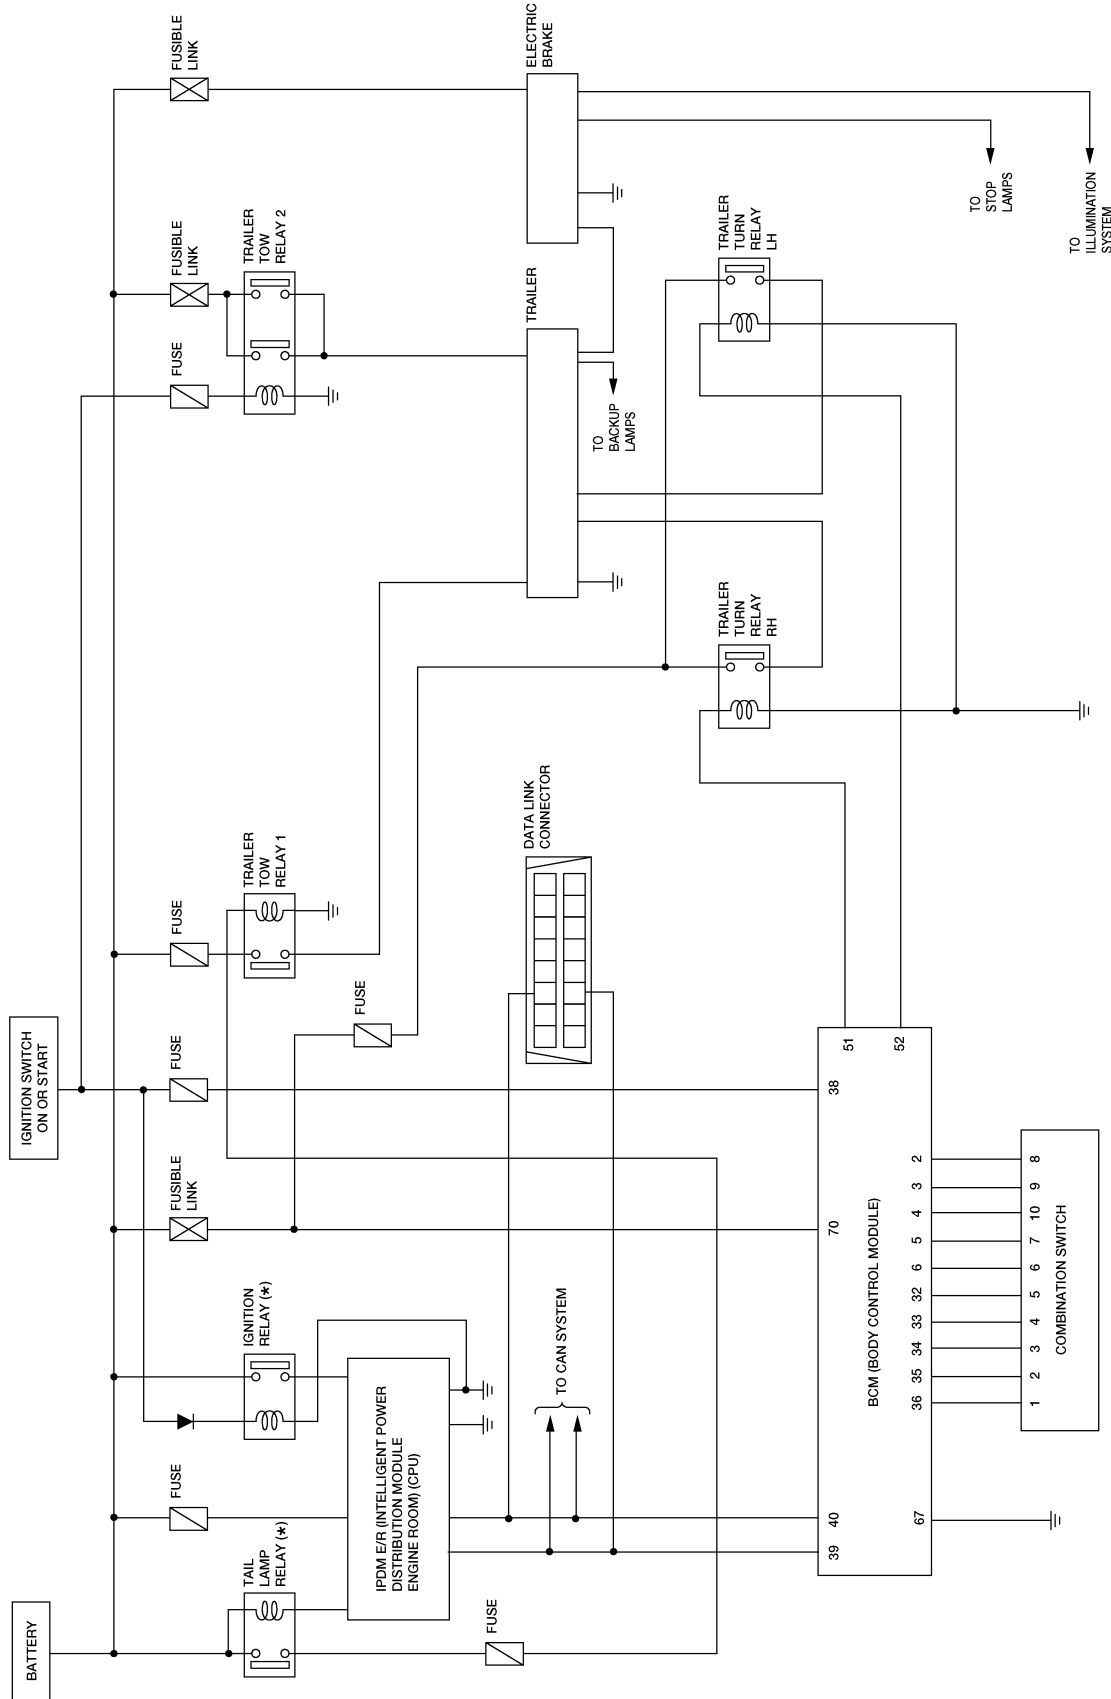 BATTERY
IGNITION SWITCH
ON OR START
FUSE
FUSIBLE
LINK
FUSE
FUSE
FUSE
FUSIBLE
LINK
FUSIBLE
LINK
TAIL
LAMP
RELAY (*)
IGNITION
RELAY (*)
TRAILER
TOW
RELAY 1
TRAILER
TOW
RELAY 2
IPDM E/R (INTELLIGENT POWER
DISTRIBUTION MODULE
ENGINE ROOM) (CPU)
FUSE
FUSE
TO CAN SYSTEM
DATA LINK
CONNECTOR
TRAILER
ELECTRIC
BRAKE
TO
BACKUP
LAMPS
TRAILER
TURN
RELAY
RH
TRAILER
TURN
RELAY
LH
TO
STOP
LAMPS
TO
ILLUMINATION
SYSTEM
39 40 70 38
51
52
BCM (BODY CONTROL MODULE)
67 36 35 34 33 32 6 5 4 3 2
1 2 3 4 5 6 7 10 9 8
COMBINATION SWITCH